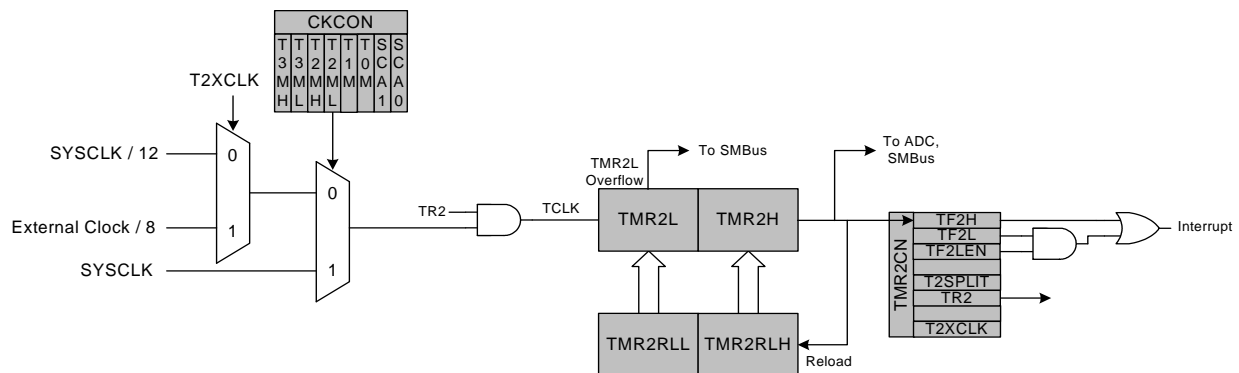 CKCON
T3MH T3ML T2MH T2ML T1M T0M SCA1 SCA0
T2XCLK
SYSCLK / 12
0
External Clock / 8
1
SYSCLK
0
1
TR2
TCLK
TMR2L
Overflow
To SMBus
To ADC,
SMBus
TMR2L
TMR2H
TMR2RLL
TMR2RLH
Reload
TMR2CN
TF2H
TF2L
TF2LEN
T2SPLIT
TR2
T2XCLK
Interrupt